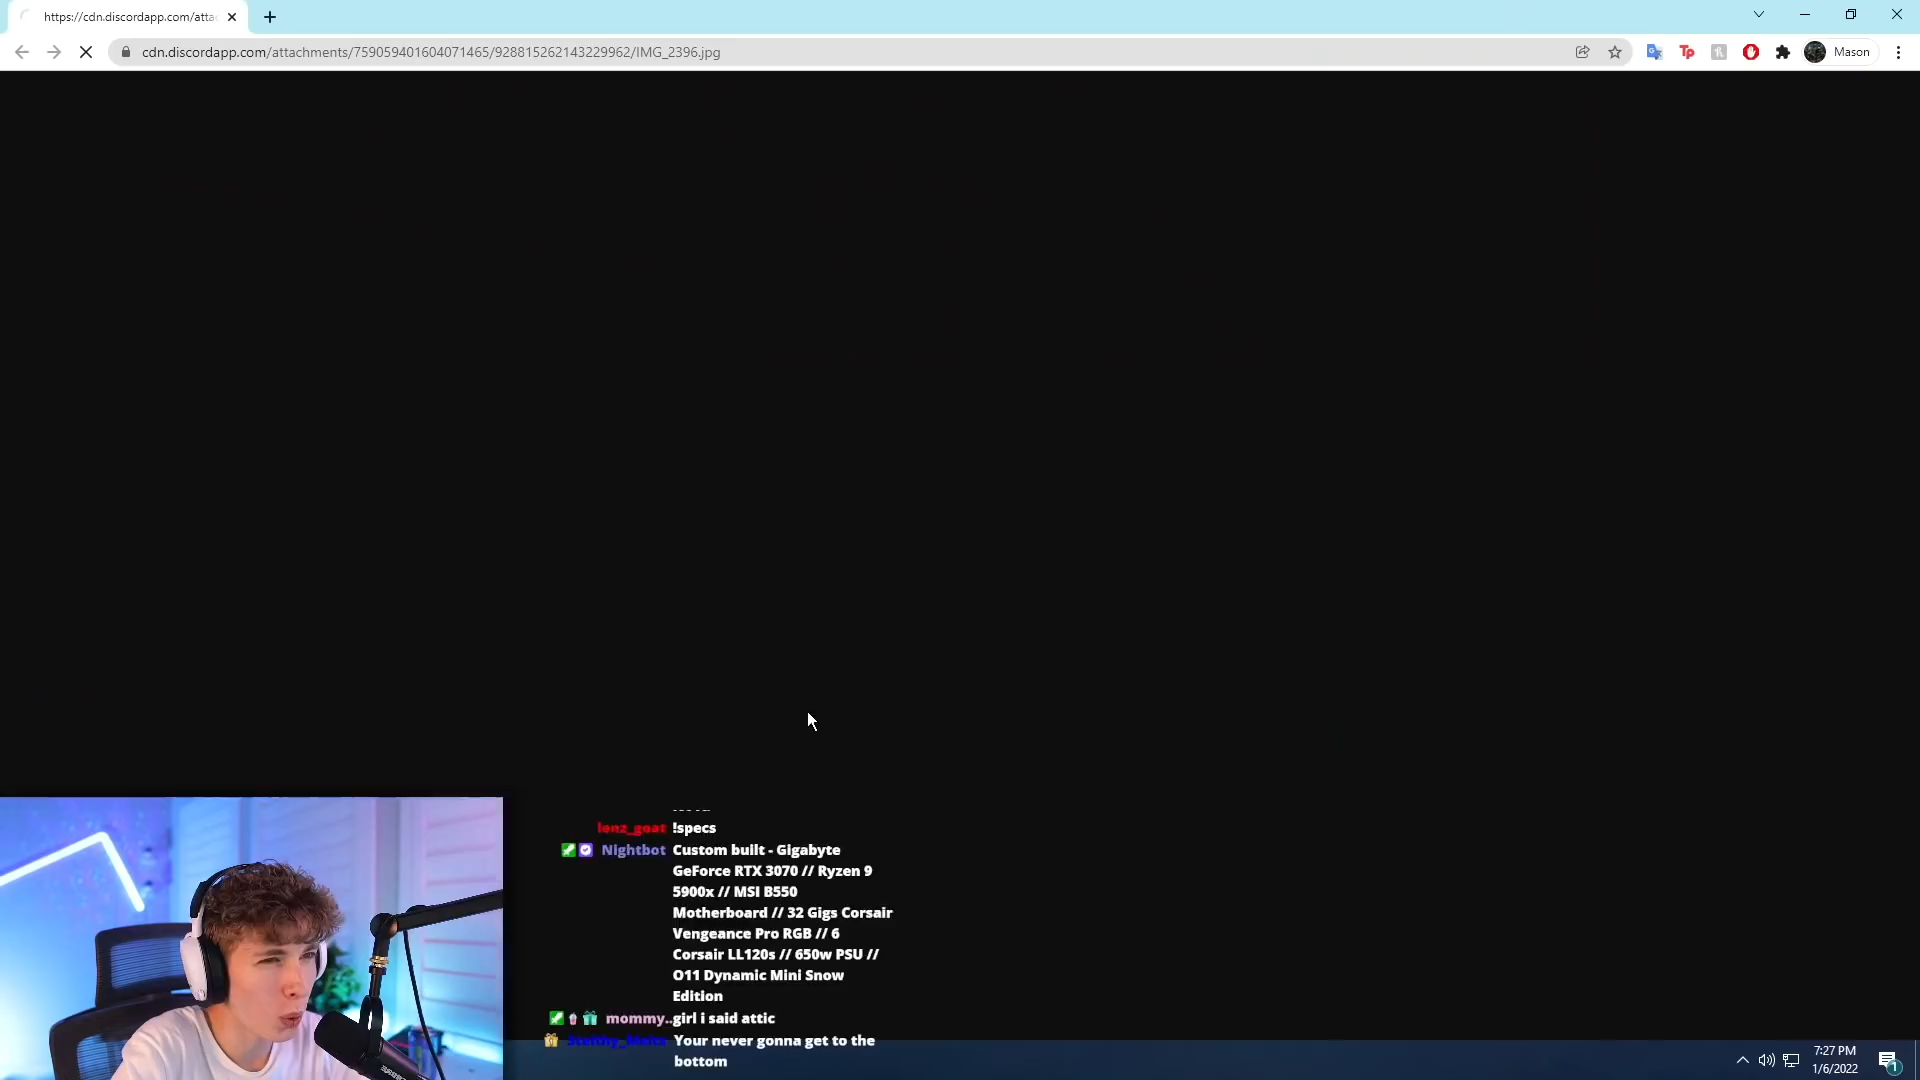 https://cdn.discordapp.com/atta
cdn.discordapp.com/attachments/759059401604071465/928815262143229962/IMG_2396.jpg
Tp
Mason
lenz_goat !specs
Nightbot Custom built - Gigabyte
GeForce RTX 3070 // Ryzen 9
5900x // MSI B550
Motherboard // 32 Gigs Corsair
Vengeance Pro RGB // 6
Corsair LL120s // 650w PSU //
O11 Dynamic Mini Snow
Edition
mommy.. girl i said attic
Your never gonna get to the
bottom
7:27 PM
1/6/2022
1